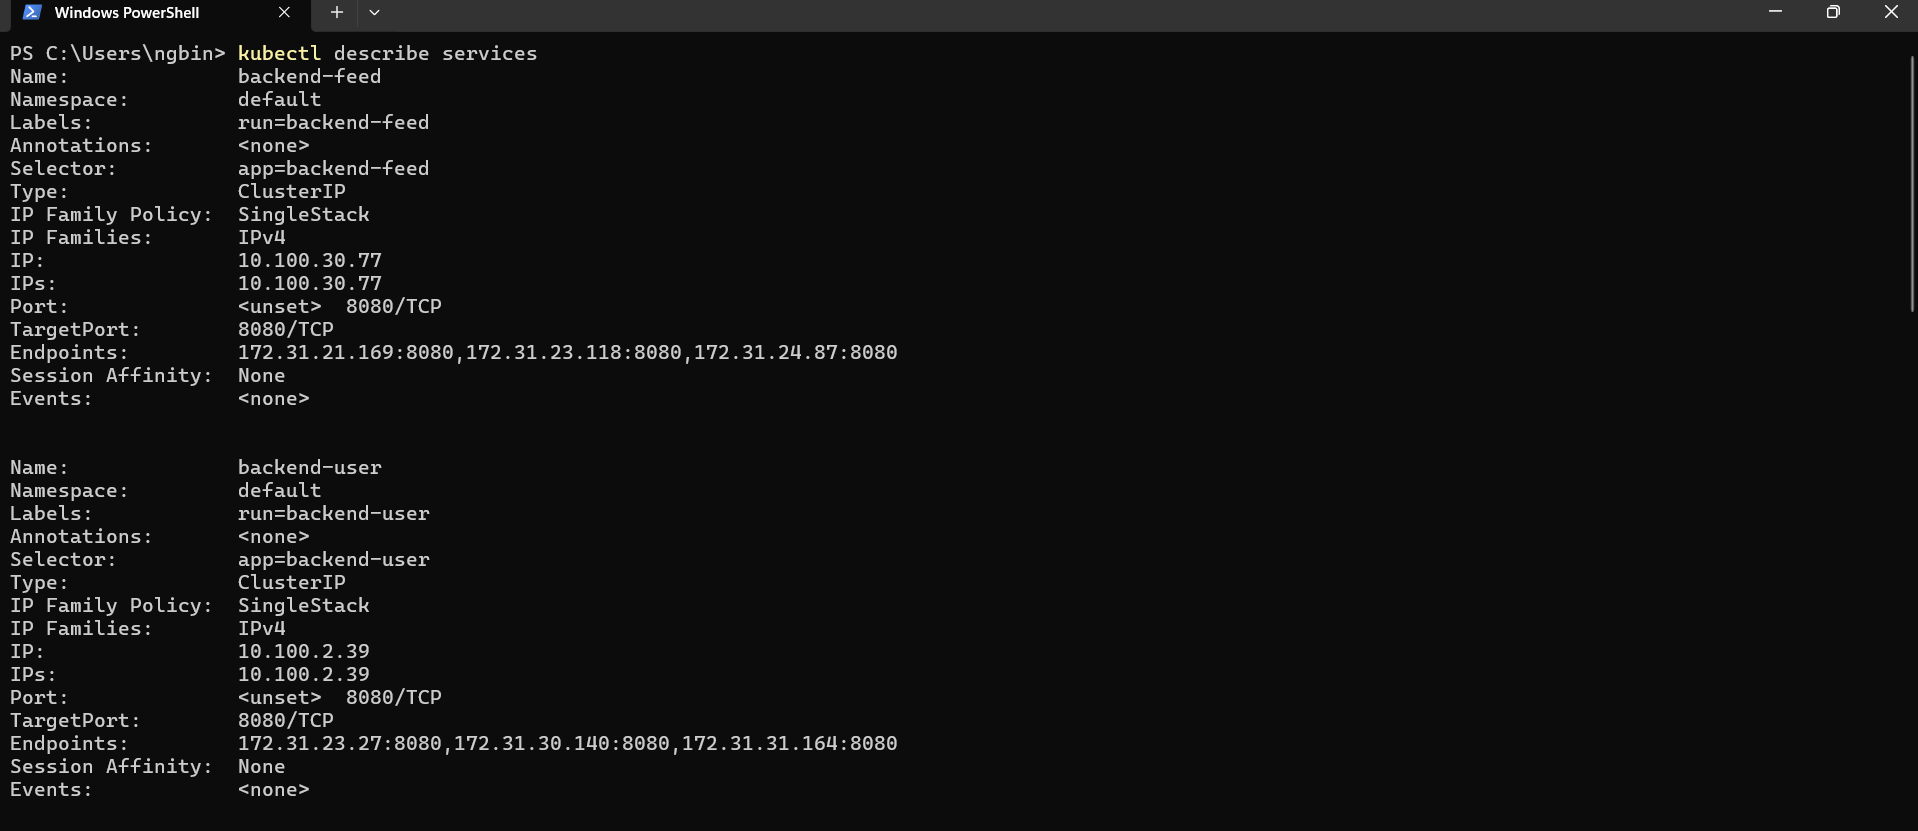 Windows PowerShell
PS C:\Users\ngbin> kubectl describe services
Name:              backend-feed
Namespace:         default
Labels:            run=backend-feed
Annotations:       <none>
Selector:          app=backend-feed
Type:              ClusterIP
IP Family Policy:  SingleStack
IP Families:       IPv4
IP:                10.100.30.77
IPs:               10.100.30.77
Port:              <unset>  8080/TCP
TargetPort:        8080/TCP
Endpoints:         172.31.21.169:8080,172.31.23.118:8080,172.31.24.87:8080
Session Affinity:  None
Events:            <none>
Name:              backend-user
Namespace:         default
Labels:            run=backend-user
Annotations:       <none>
Selector:          app=backend-user
Type:              ClusterIP
IP Family Policy:  SingleStack
IP Families:       IPv4
IP:                10.100.2.39
IPs:               10.100.2.39
Port:              <unset>  8080/TCP
TargetPort:        8080/TCP
Endpoints:         172.31.23.27:8080,172.31.30.140:8080,172.31.31.164:8080
Session Affinity:  None
Events:            <none>